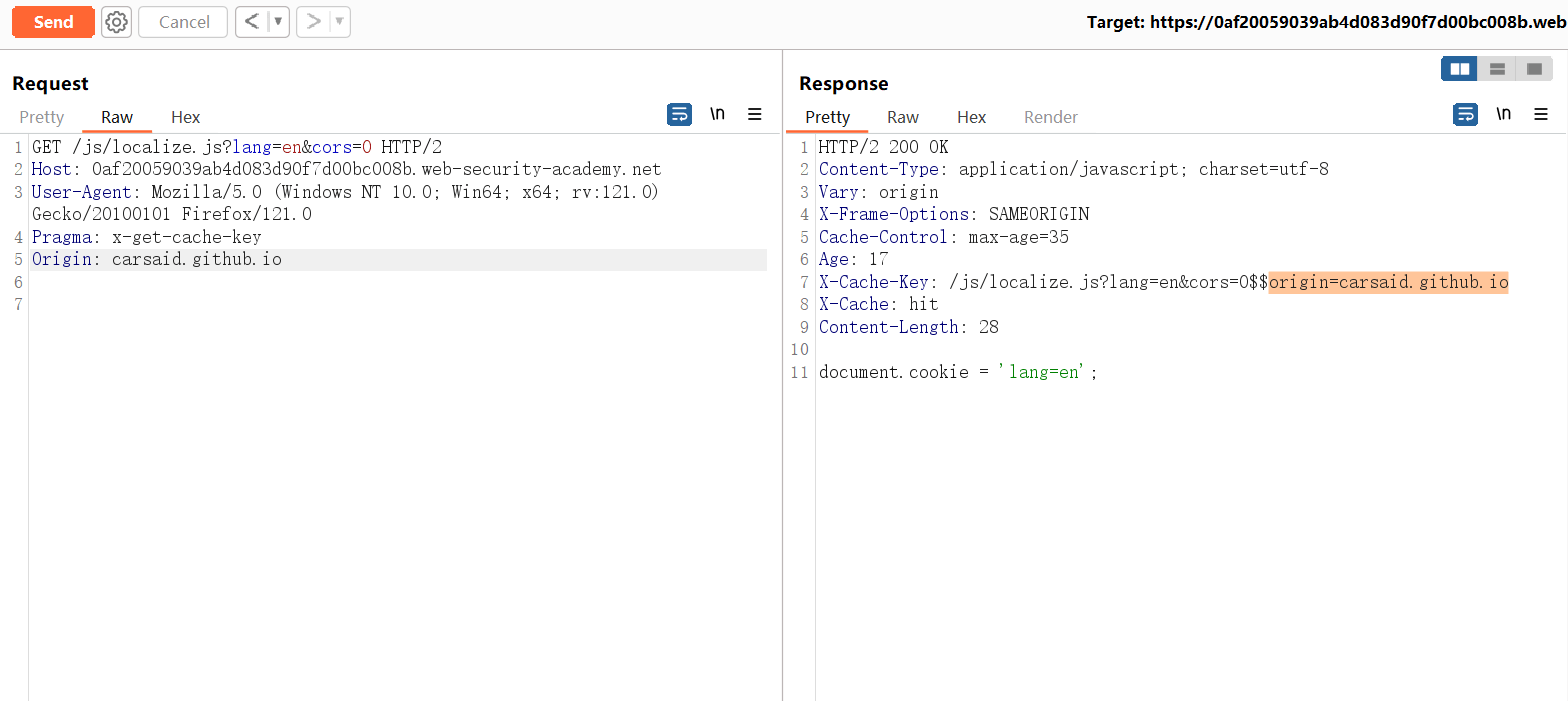 Send
Cancel
Target: https://0af20059039ab4d083d90f7d00bc008b.web
Request
Pretty Raw Hex
\n
1 GET /js/localize.js?lang=en&cors=0 HTTP/2
2 Host: 0af20059039ab4d083d90f7d00bc008b.web-security-academy.net
3 User-Agent: Mozilla/5.0 (Windows NT 10.0; Win64; x64; rv:121.0)
Gecko/20100101 Firefox/121.0
4 Pragma: x-get-cache-key
5 Origin: carsaid.github.io
6
7
Response
Pretty Raw Hex Render
\n
1 HTTP/2 200 OK
2 Content-Type: application/javascript; charset=utf-8
3 Vary: origin
4 X-Frame-Options: SAMEORIGIN
5 Cache-Control: max-age=35
6 Age: 17
7 X-Cache-Key: /js/localize.js?lang=en&cors=0$$origin=carsaid.github.io
8 X-Cache: hit
9 Content-Length: 28
10
11 document.cookie = 'lang=en';